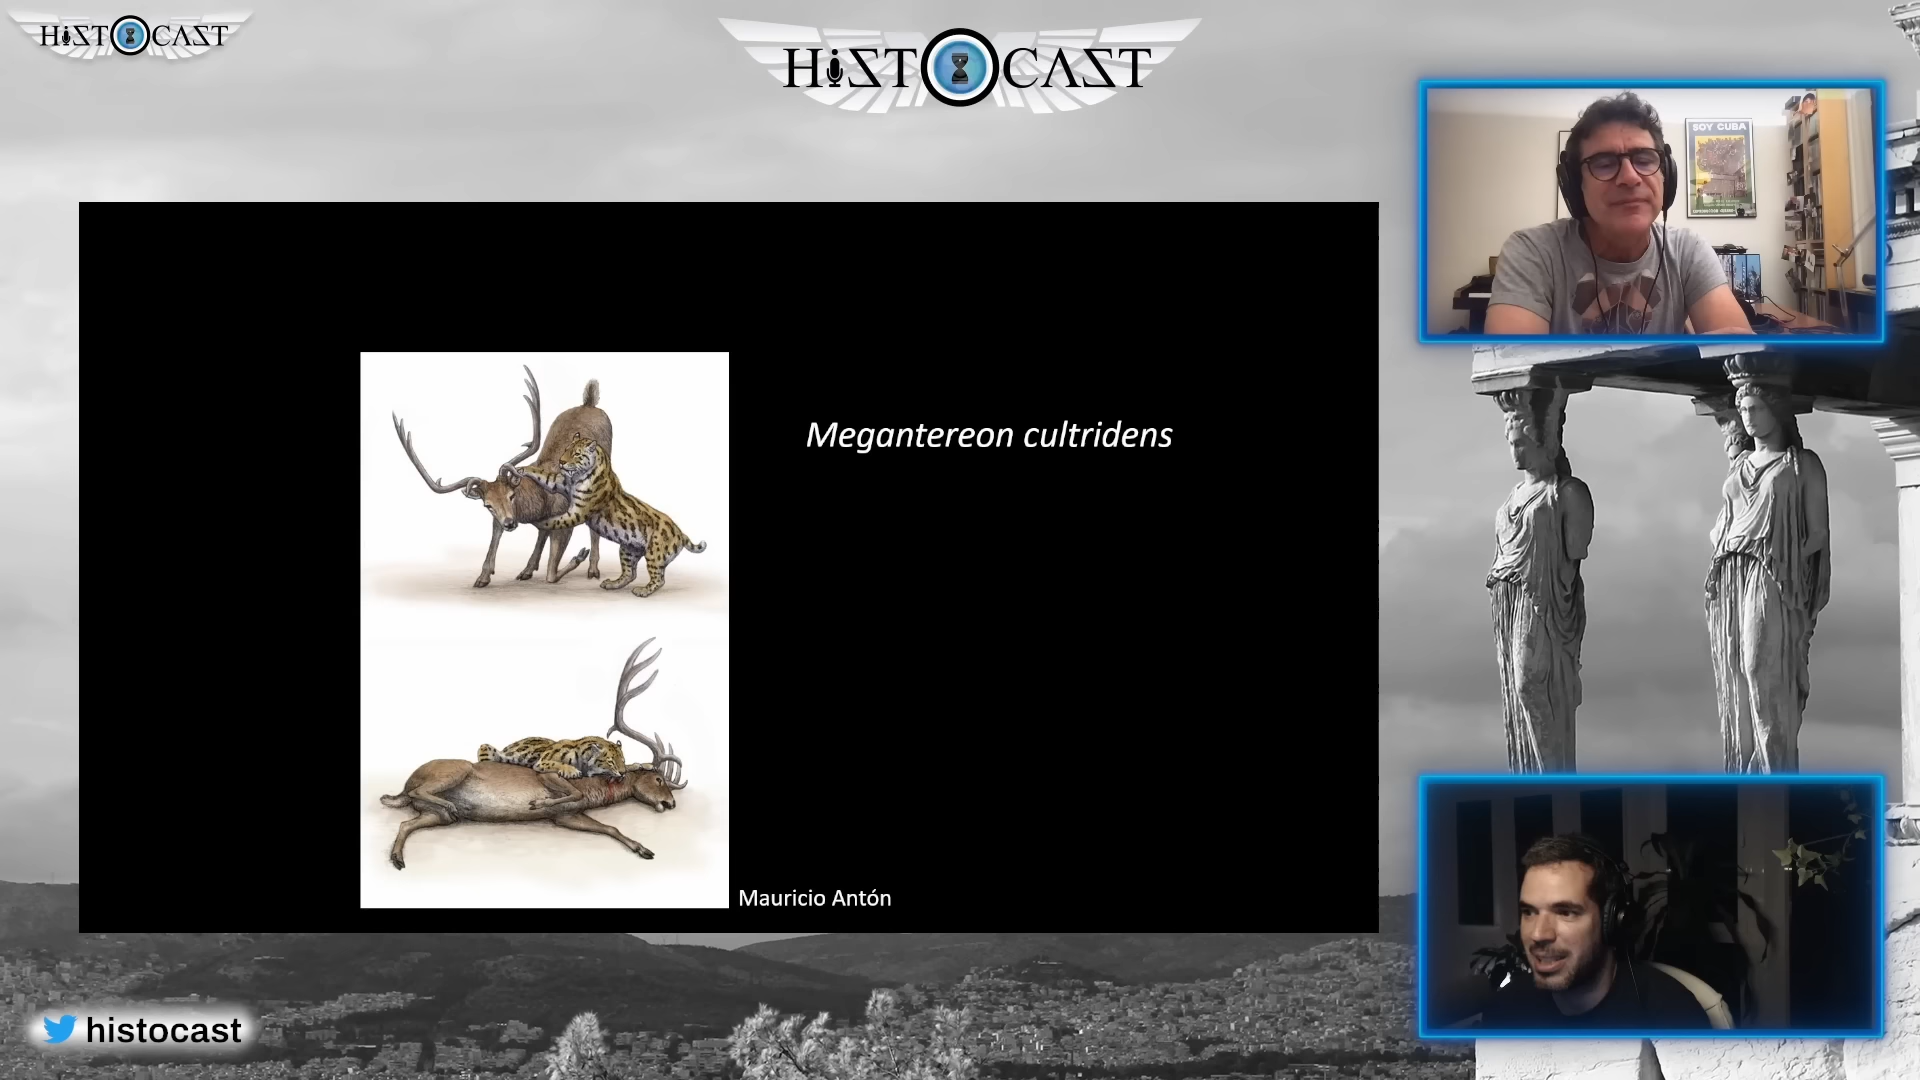 HiSTOCAST
HiSTOCAST
SOY CUBA
Megantereon cultridens
Mauricio Antón
histocast